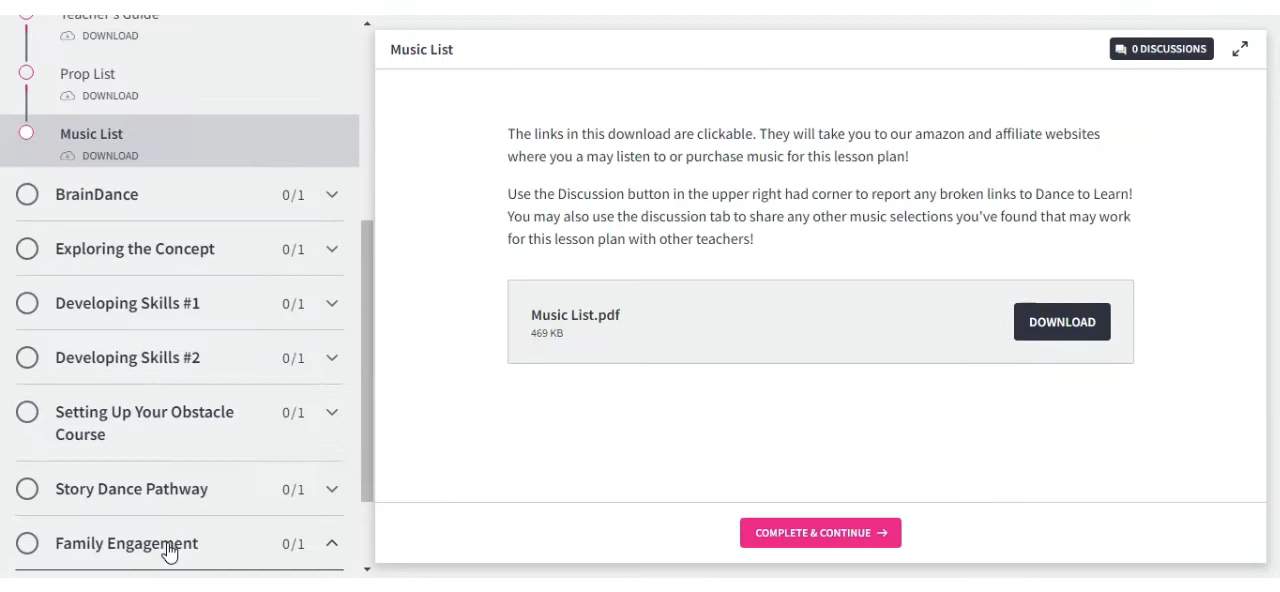 Teacher's Guide
DOWNLOAD
Prop List
DOWNLOAD
Music List
DOWNLOAD
BrainDance 0/1
Exploring the Concept 0/1
Developing Skills #1 0/1
Developing Skills #2 0/1
Setting Up Your Obstacle 0/1
Course
Story Dance Pathway 0/1
Family Engagement 0/1
Music List
0 DISCUSSIONS
The links in this download are clickable. They will take you to our amazon and affiliate websites
where you a may listen to or purchase music for this lesson plan!
Use the Discussion button in the upper right had corner to report any broken links to Dance to Learn!
You may also use the discussion tab to share any other music selections you've found that may work
for this lesson plan with other teachers!
Music List.pdf
469 KB
DOWNLOAD
COMPLETE & CONTINUE →